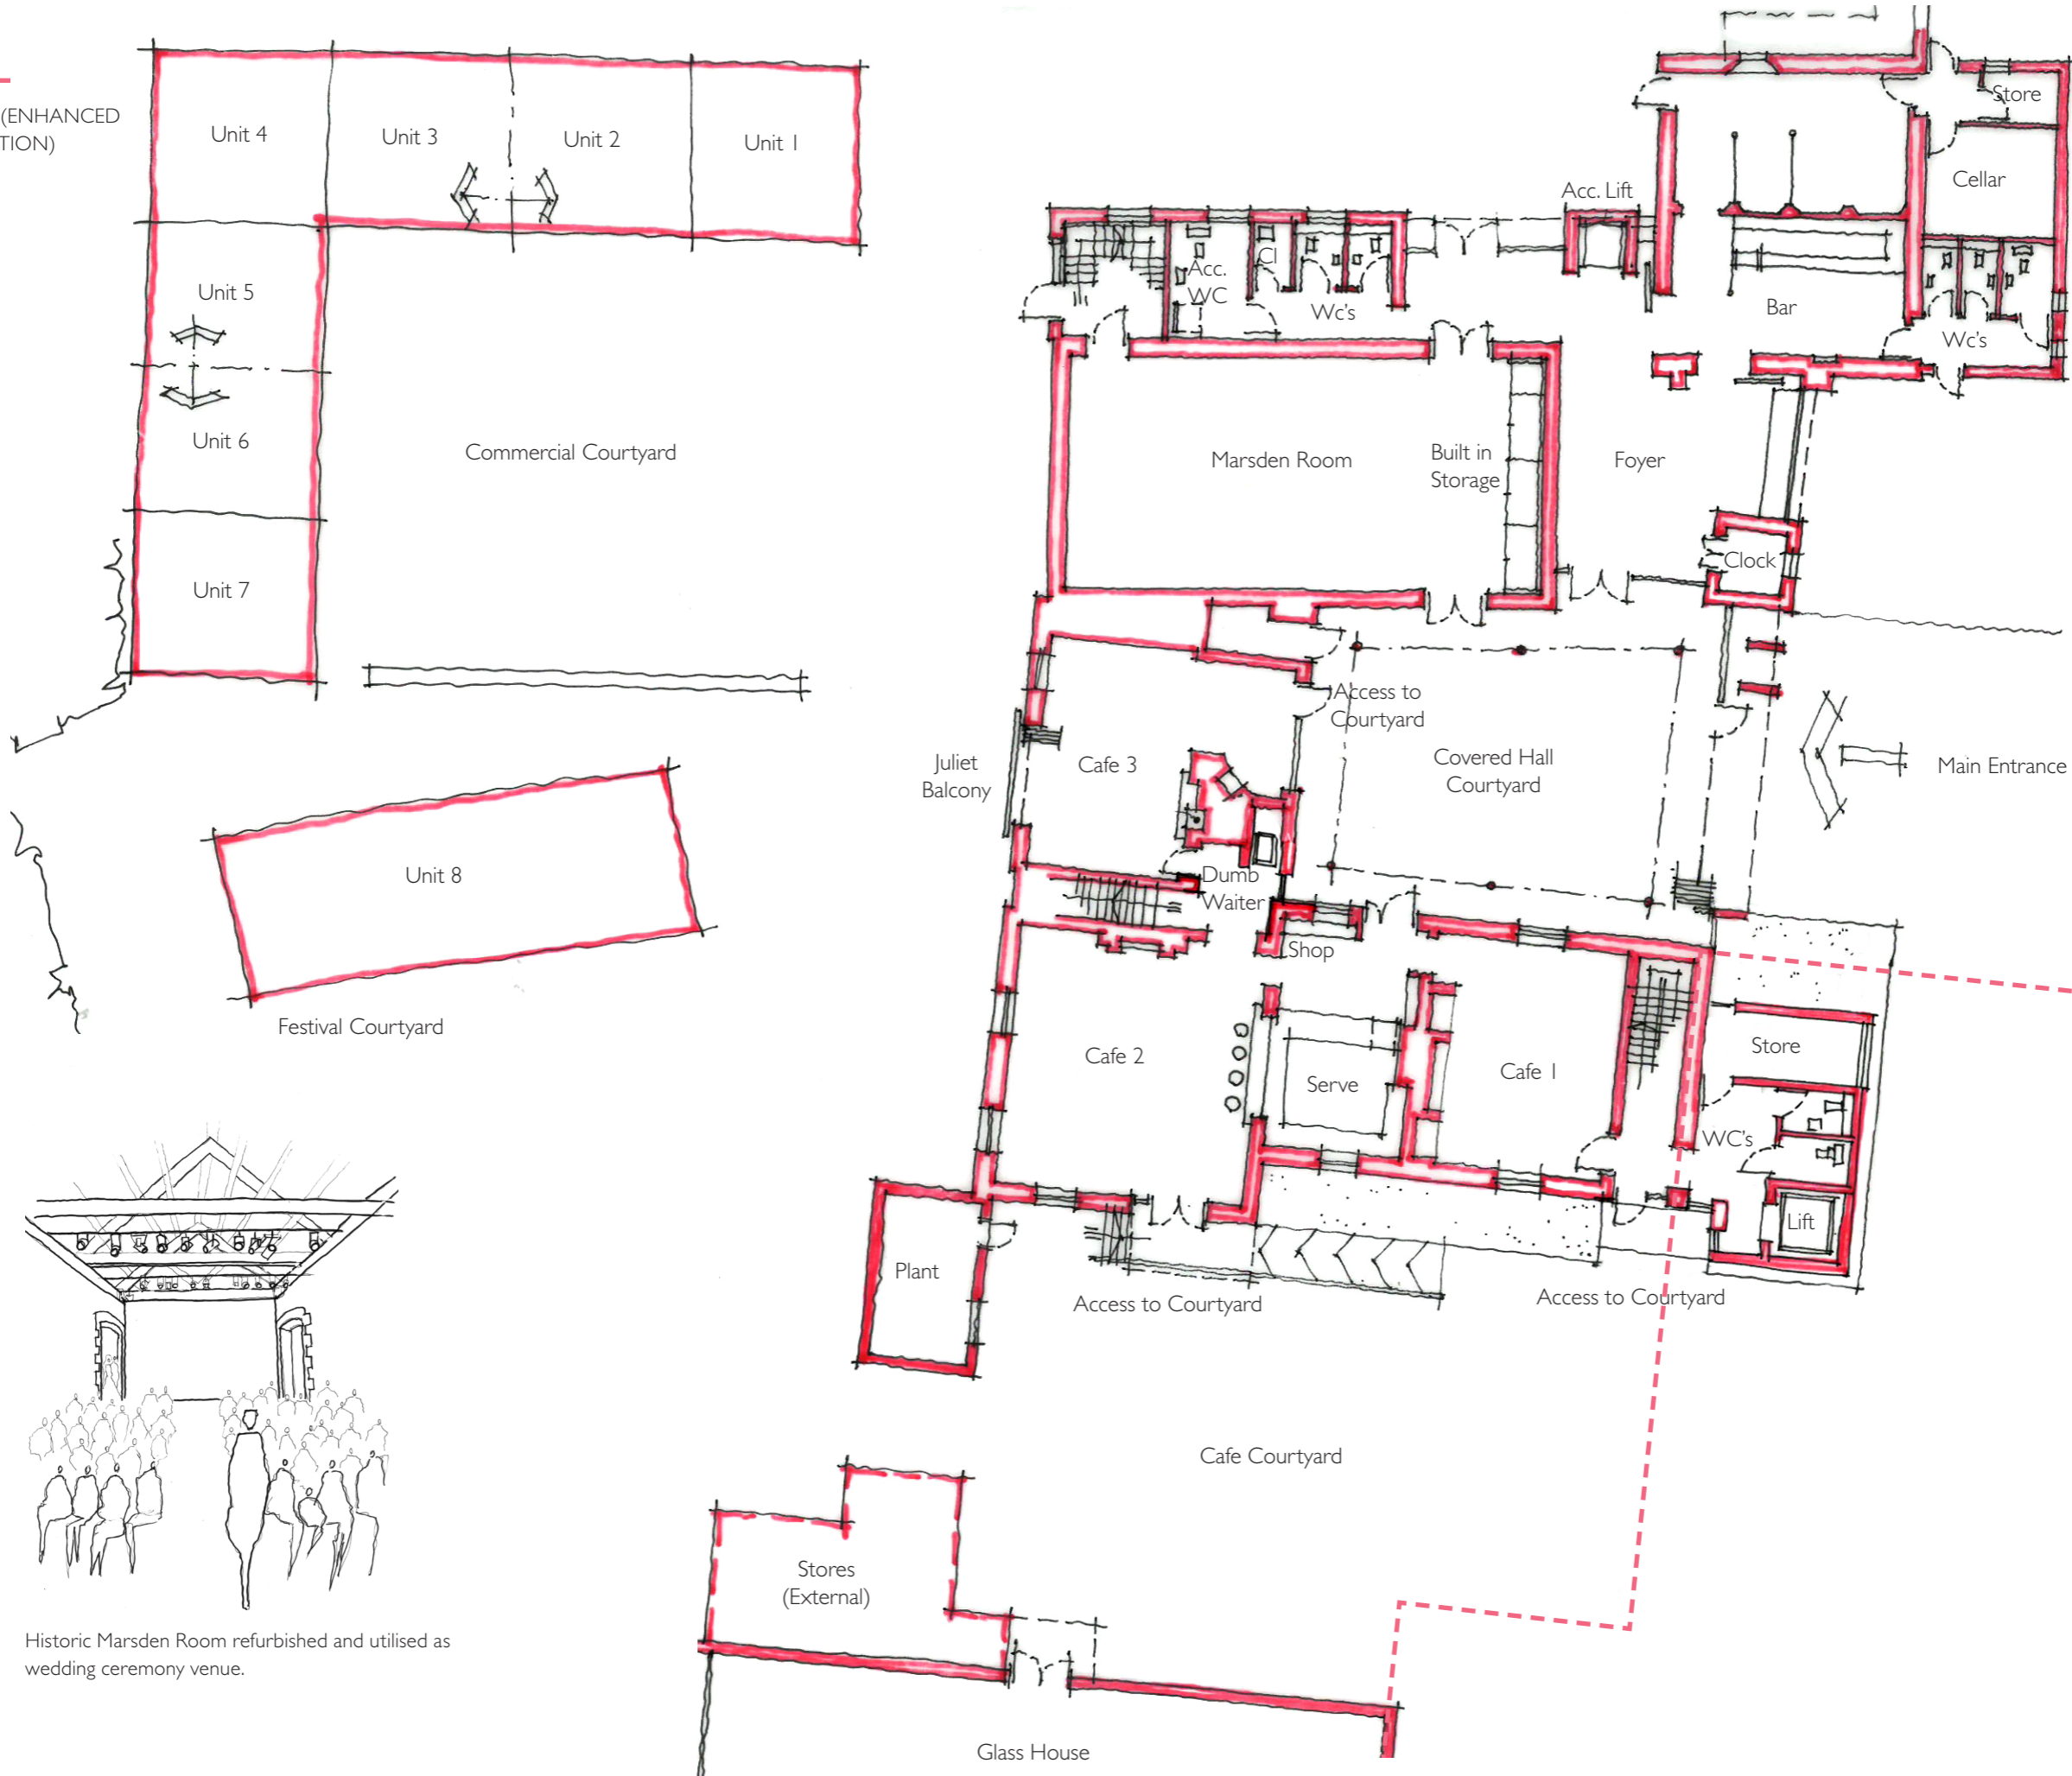 (ENHANCED
TION)
Unit 4
Unit 3
Unit 2
Unit 1
Unit 5
Unit 6
Unit 7
Commercial Courtyard
Unit 8
Festival Courtyard
Store
Cellar
Acc. Lift
Acc.
WC
Cl
Wc's
Bar
Wc's
Marsden Room
Built in
Storage
Foyer
Clock
Access to
Courtyard
Juliet
Balcony
Cafe 3
Covered Hall
Courtyard
Main Entrance
Dumb
Waiter
Shop
Cafe 2
Serve
Cafe 1
Store
WC's
Lift
Plant
Access to Courtyard
Access to Courtyard
Cafe Courtyard
Stores
(External)
Glass House
Historic Marsden Room refurbished and utilised as
wedding ceremony venue.